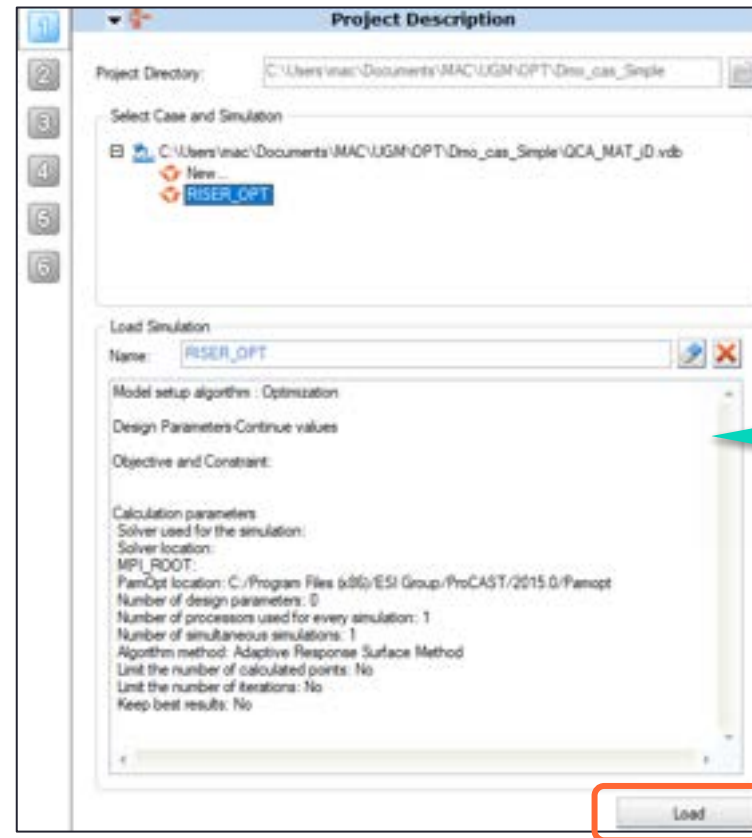 1
Project Description
2
Project Directory:
C:\Users\mac\Documents\MAC\UGM\OPT\Dmo_cas_Simple
3
Select Case and Simulation
C:\Users\mac\Documents\MAC\UGM\OPT\Dmo_cas_Simple\QCA_MAT_iD.vdb
4
New...
RISER_OPT
5
6
Load Simulation
Name:
RISER_OPT
Model setup algorithm : Optimization
Design Parameters-Continue values
Objective and Constraint:
Calculation parameters
Solver used for the simulation:
Solver location:
MPI_ROOT:
PamOpt location: C:/Program Files (x86)/ESI Group/ProCAST/2015.0/Pamopt
Number of design parameters: 0
Number of processors used for every simulation: 1
Number of simultaneous simulations: 1
Algorithm method: Adaptive Response Surface Method
Limit the number of calculated points: No
Limit the number of iterations: No
Keep best results: No
Load